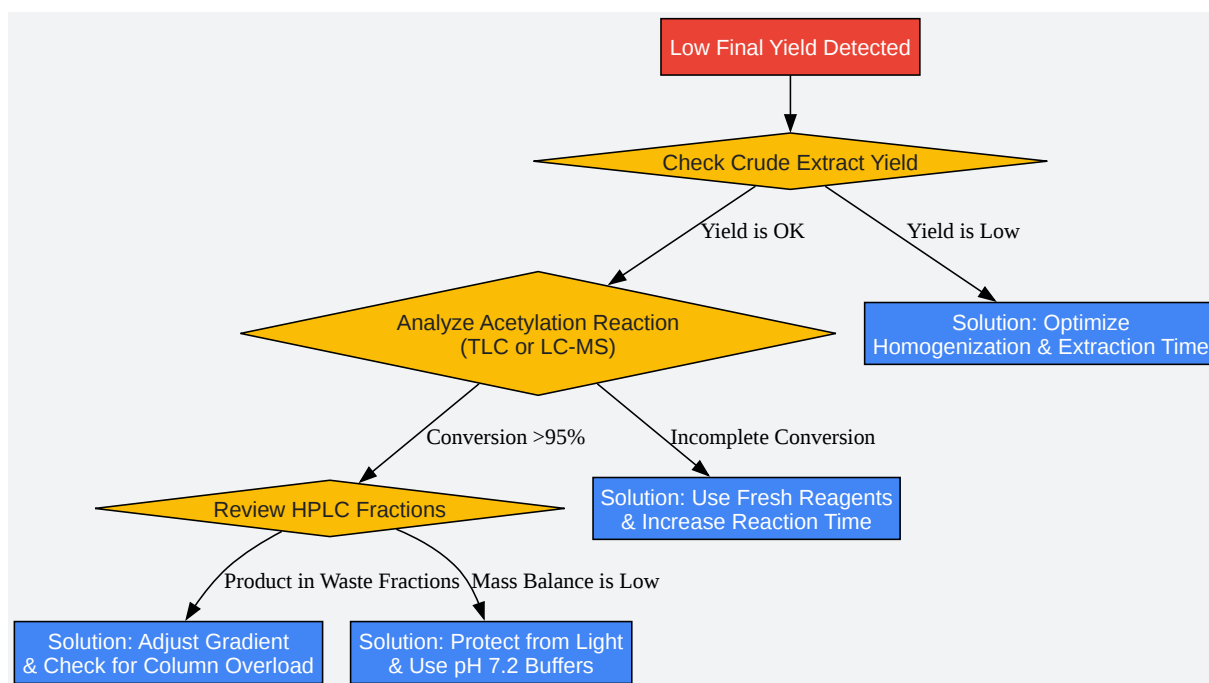 Low Final Yield Detected
Check Crude Extract Yield
Yield is OK
Yield is Low
Analyze Acetylation Reaction
(TLC or LC-MS)
Solution: Optimize
Homogenization & Extraction Time
Conversion >95%
Incomplete Conversion
Review HPLC Fractions
Solution: Use Fresh Reagents
& Increase Reaction Time
Product in Waste Fractions
Mass Balance is Low
Solution: Adjust Gradient
& Check for Column Overload
Solution: Protect from Light
& Use pH 7.2 Buffers